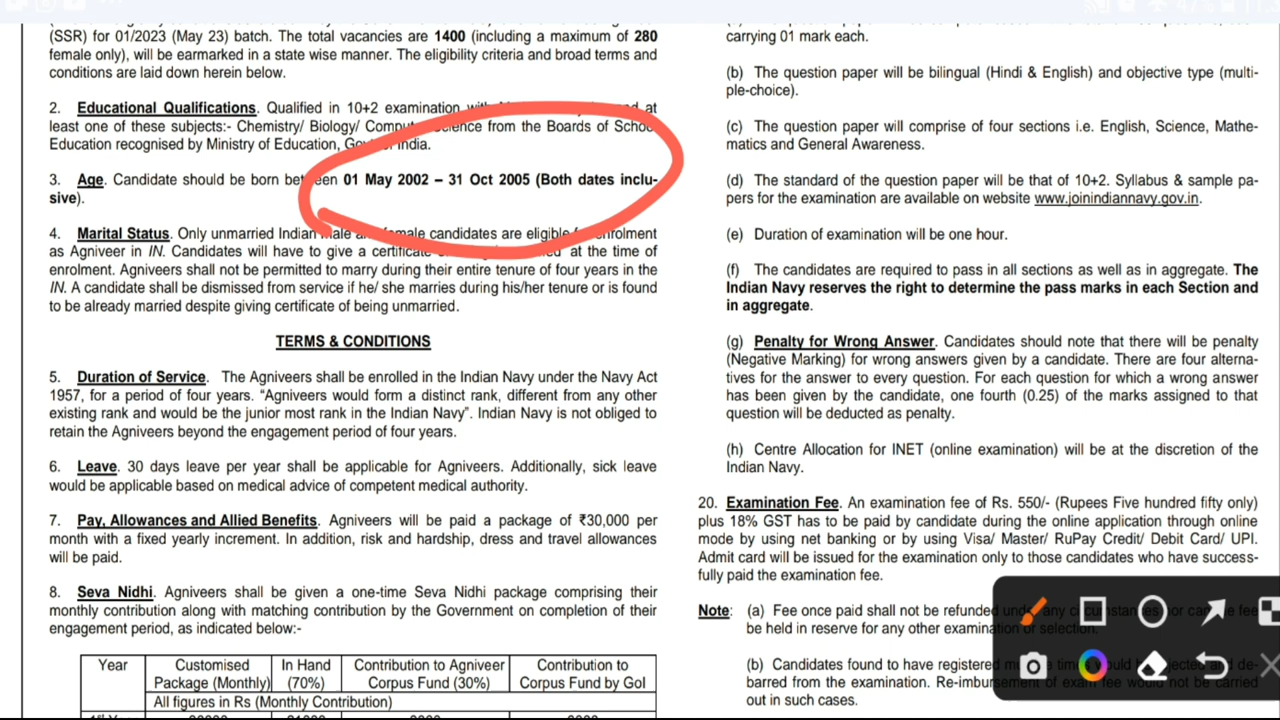 (SSR) for 01/2023 (May 23) batch. The total vacancies are 1400 (including a maximum of 280
female only), will be earmarked in a state wise manner. The eligibility criteria and broad terms and
conditions are laid down herein below.
2. Educational Qualifications. Qualified in 10+2 examination at
least one of these subjects:- Chemistry/ Biology/ Computer Science from the Boards of School
Education recognised by Ministry of Education, Govt. of India.
3. Age. Candidate should be born between 01 May 2002 – 31 Oct 2005 (Both dates inclu-
sive).
4. Marital Status. Only unmarried Indian male and female candidates are eligible for enrolment
as Agniveer in IN. Candidates will have to give a certificate at the time of
enrolment. Agniveers shall not be permitted to marry during their entire tenure of four years in the
IN. A candidate shall be dismissed from service if he/ she marries during his/her tenure or is found
to be already married despite giving certificate of being unmarried.
TERMS & CONDITIONS
5. Duration of Service. The Agniveers shall be enrolled in the Indian Navy under the Navy Act
1957, for a period of four years. “Agniveers would form a distinct rank, different from any other
existing rank and would be the junior most rank in the Indian Navy”. Indian Navy is not obliged to
retain the Agniveers beyond the engagement period of four years.
6. Leave. 30 days leave per year shall be applicable for Agniveers. Additionally, sick leave
would be applicable based on medical advice of competent medical authority.
7. Pay, Allowances and Allied Benefits. Agniveers will be paid a package of ₹30,000 per
month with a fixed yearly increment. In addition, risk and hardship, dress and travel allowances
will be paid.
8. Seva Nidhi. Agniveers shall be given a one-time Seva Nidhi package comprising their
monthly contribution along with matching contribution by the Government on completion of their
engagement period, as indicated below:-
Year Customised In Hand Contribution to Agniveer Contribution to
Package (Monthly) (70%) Corpus Fund (30%) Corpus Fund by GoI
All figures in Rs (Monthly Contribution)
carrying 01 mark each.
(b) The question paper will be bilingual (Hindi & English) and objective type (multi-
ple-choice).
(c) The question paper will comprise of four sections i.e. English, Science, Mathe-
matics and General Awareness.
(d) The standard of the question paper will be that of 10+2. Syllabus & sample pa-
pers for the examination are available on website www.joinindiannavy.gov.in.
(e) Duration of examination will be one hour.
(f) The candidates are required to pass in all sections as well as in aggregate. The
Indian Navy reserves the right to determine the pass marks in each Section and
in aggregate.
(g) Penalty for Wrong Answer. Candidates should note that there will be penalty
(Negative Marking) for wrong answers given by a candidate. There are four alterna-
tives for the answer to every question. For each question for which a wrong answer
has been given by the candidate, one fourth (0.25) of the marks assigned to that
question will be deducted as penalty.
(h) Centre Allocation for INET (online examination) will be at the discretion of the
Indian Navy.
20. Examination Fee. An examination fee of Rs. 550/- (Rupees Five hundred fifty only)
plus 18% GST has to be paid by candidate during the online application through online
mode by using net banking or by using Visa/ Master/ RuPay Credit/ Debit Card/ UPI.
Admit card will be issued for the examination only to those candidates who have success-
fully paid the examination fee.
Note: (a) Fee once paid shall not be refunded under any circumstances nor can the fee
be held in reserve for any other examination or selection.
(b) Candidates found to have registered de-
barred from the examination. Re-imbursement of exam fee would not be carried
out in such cases.